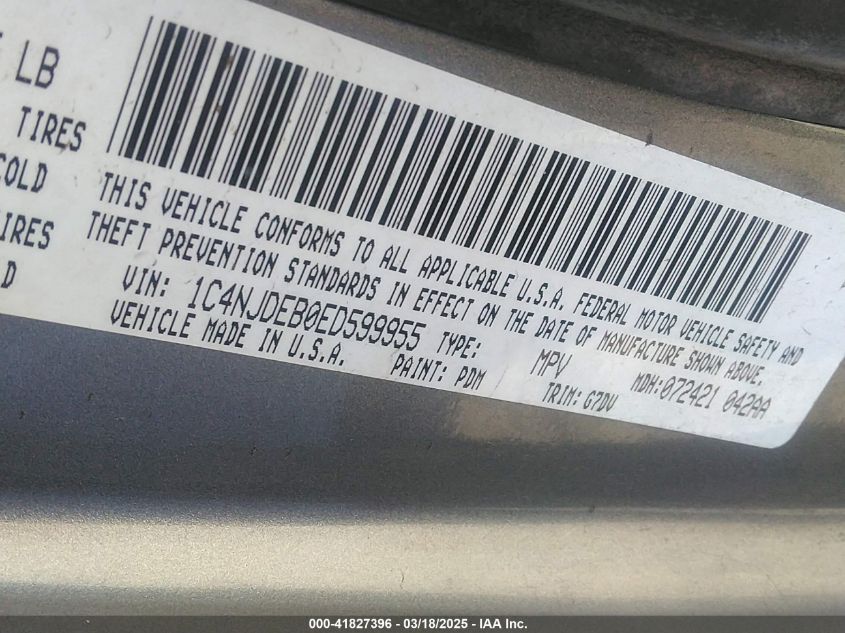 LB
TIRES
COLD
THIS VEHICLE CONFORMS TO ALL APPLICABLE U.S.A. FEDERAL MOTOR VEHICLE SAFETY AND
THEFT PREVENTION STANDARDS IN EFFECT ON THE DATE OF MANUFACTURE SHOWN ABOVE.
VIN: 1C4NJDEB0ED599955 TYPE: MPV MDH:072421 042AA
VEHICLE MADE IN U.S.A. PAINT: PDM TRIM: G7DV
000-41827396 - 03/18/2025 - IAA Inc.